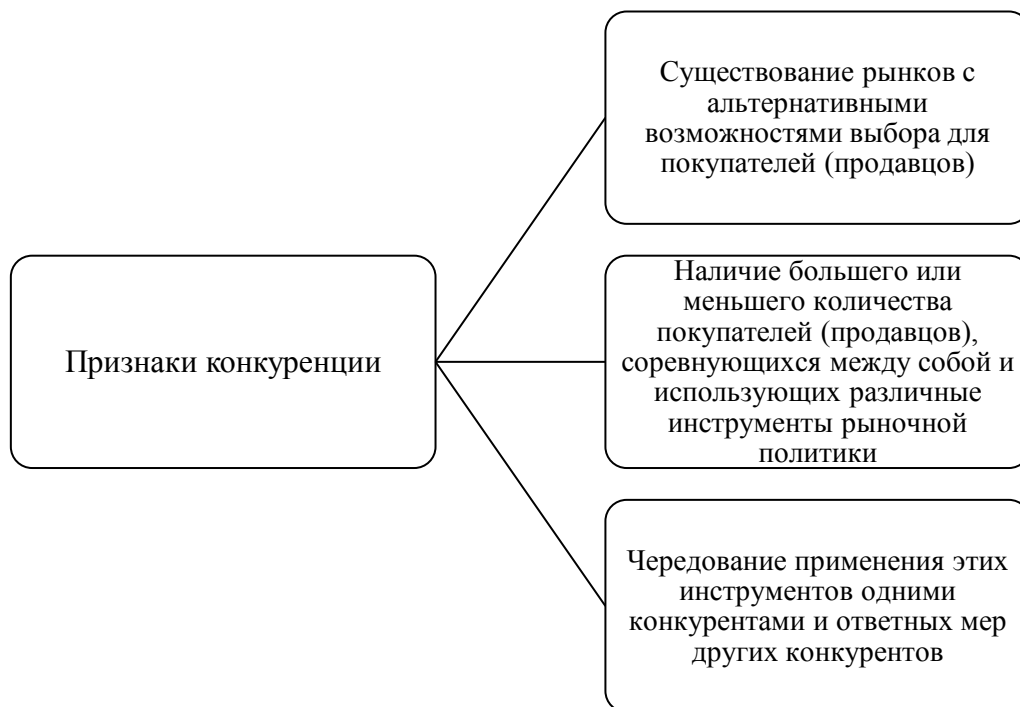 Существование рынков с
альтернативными
возможностями выбора для
покупателей (продавцов)
Признаки конкуренции
Наличие большего или
меньшего количества
покупателей (продавцов),
соревнующихся между собой и
использующих различные
инструменты рыночной
политики
Чередование применения этих
инструментов одними
конкурентами и ответных мер
других конкурентов